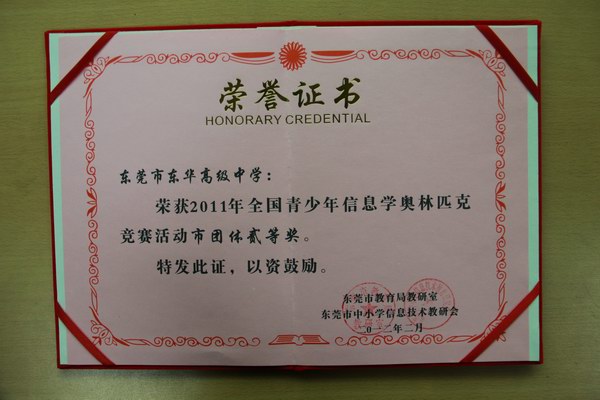 荣誉证书
HONORARY CREDENTIAL
东莞市东华高级中学：
荣获2011年全国青少年信息学奥林匹克
竞赛活动市团体贰等奖。
特发此证，以资鼓励。
东莞市教育局教研室
东莞市中小学信息技术教研会
二〇一二年二月